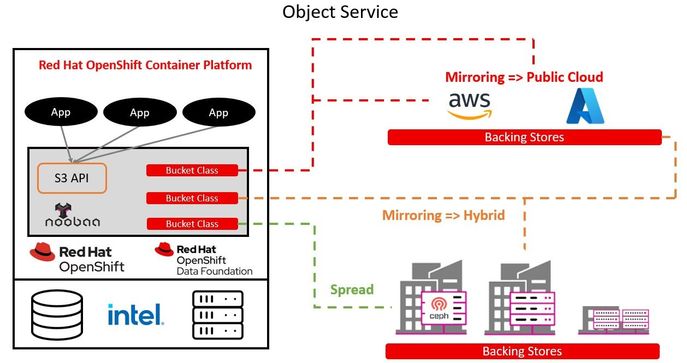 Object Service
Red Hat OpenShift Container Platform
App
App
App
S3 API
noobaa
Bucket Class
Bucket Class
Bucket Class
Red Hat
OpenShift
Red Hat
OpenShift
Data Foundation
intel.
Mirroring => Public Cloud
aws
Backing Stores
Mirroring => Hybrid
Spread
ceph
Backing Stores